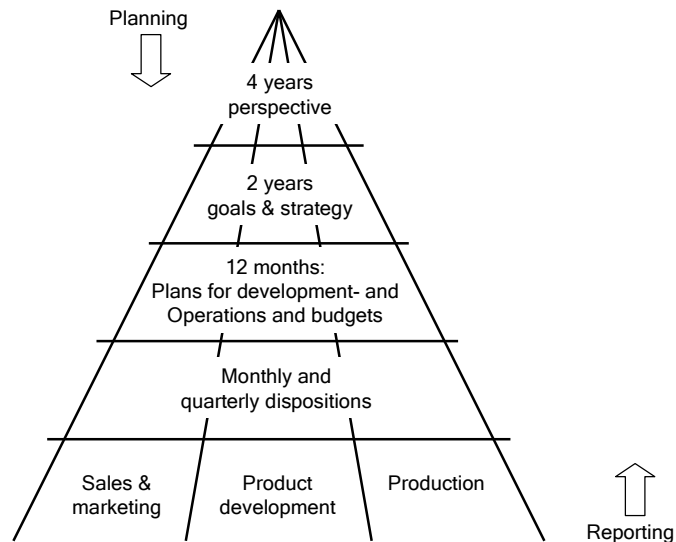 Planning
4 years
perspective
2 years
goals & strategy
12 months:
Plans for development- and
Operations and budgets
Monthly and
quarterly dispositions
Sales &
marketing
Product
development
Production
Reporting